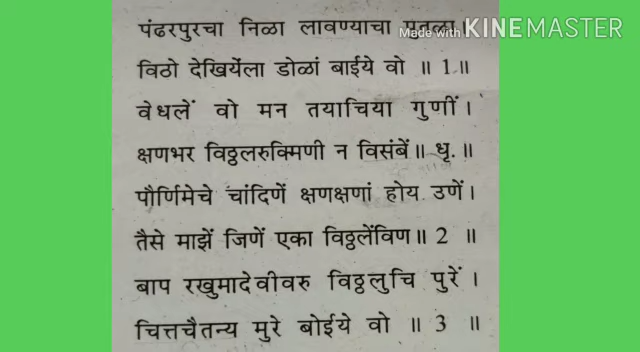 पंढरपुरचा निळा लावण्याचा पुतळा।
Made with KINEMASTER
विठो देखियेंला डोळां बाईये वो ॥ 1 ॥
वेधलें वो मन तयाचिया गुणीं।
क्षणभर विठ्ठलरुक्मिणी न विसंबें॥ धृ. ॥
पौर्णिमेचे चांदिणें क्षणक्षणां होय उणें।
तैसे माझें जिणें एका विठ्ठलेंविण॥ 2 ॥
बाप रखुमादेवीवरु विठ्ठलुचि पुरें ।
चित्तचैतन्य मुरे बोईये वो ॥ 3 ॥